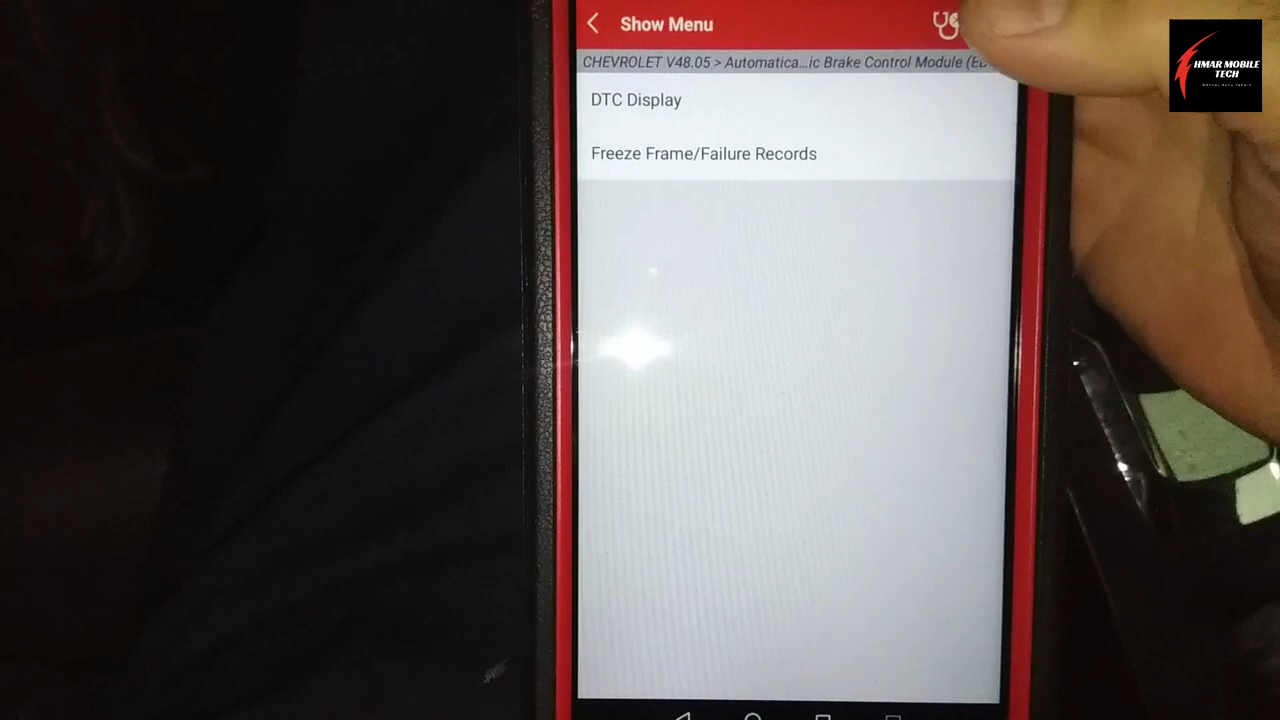 Show Menu
CHEVROLET V48.05 > Automatica...ic Brake Control Module (EB
DTC Display
Freeze Frame/Failure Records
HMAR MOBILE
TECH